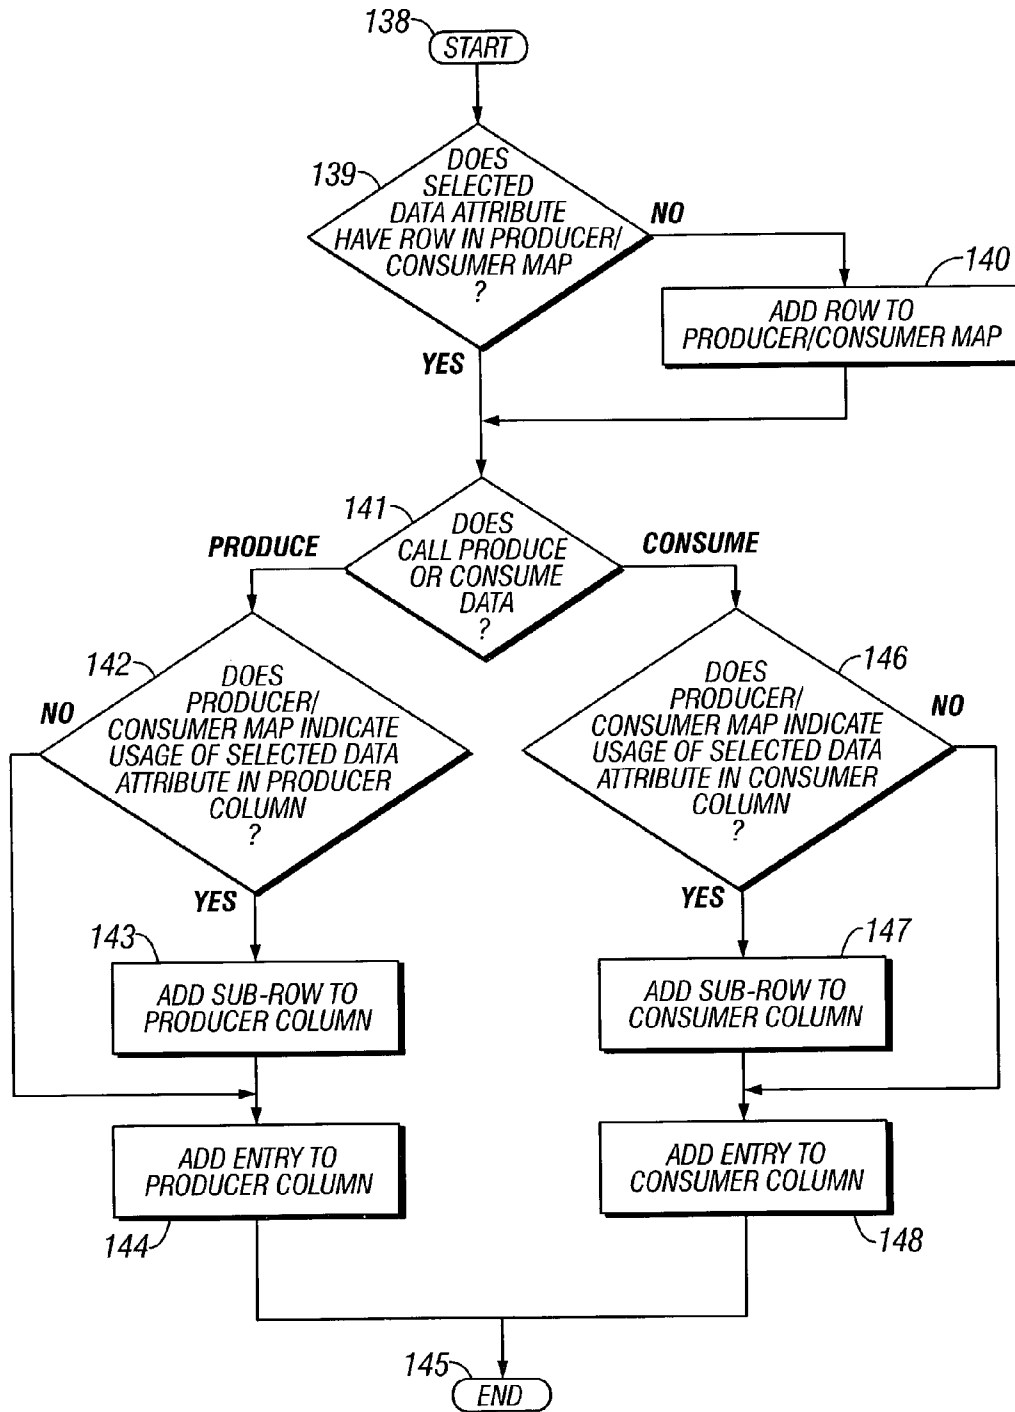 138
START
139
DOES
SELECTED
DATA ATTRIBUTE
HAVE ROW IN PRODUCER/
CONSUMER MAP
?
NO
YES
140
ADD ROW TO
PRODUCER/CONSUMER MAP
141
DOES
CALL PRODUCE
OR CONSUME
DATA
?
PRODUCE
CONSUME
142
DOES
PRODUCER/
CONSUMER MAP INDICATE
USAGE OF SELECTED DATA
ATTRIBUTE IN PRODUCER
COLUMN
?
NO
YES
146
DOES
PRODUCER/
CONSUMER MAP INDICATE
USAGE OF SELECTED DATA
ATTRIBUTE IN CONSUMER
COLUMN
?
NO
YES
143
ADD SUB-ROW TO
PRODUCER COLUMN
147
ADD SUB-ROW TO
CONSUMER COLUMN
ADD ENTRY TO
PRODUCER COLUMN
144
ADD ENTRY TO
CONSUMER COLUMN
148
145
END